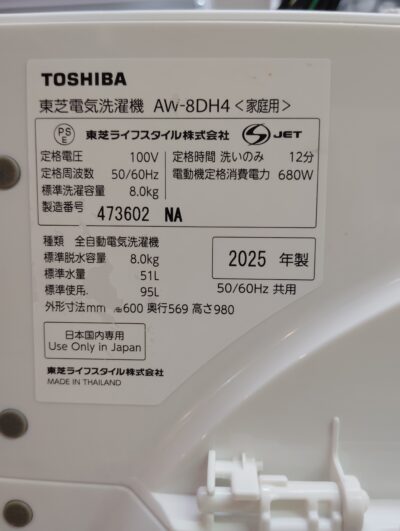 TOSHIBA
東芝電気洗濯機 AW-8DH4<家庭用>
PS E 東芝ライフスタイル株式会社 S JET
定格電圧 100V 定格時間 洗いのみ 12分
定格周波数 50/60Hz 電動機定格消費電力 680W
標準洗濯容量 8.0kg
製造番号 473602 NA
種類 全自動電気洗濯機
標準脱水容量 8.0kg
標準水量 51L
標準使用 95L
2025 年製
50/60Hz 共用
外形寸法mm 600 奥行569 高さ980
日本国内専用
Use Only in Japan
東芝ライフスタイル株式会社
MADE IN THAILAND